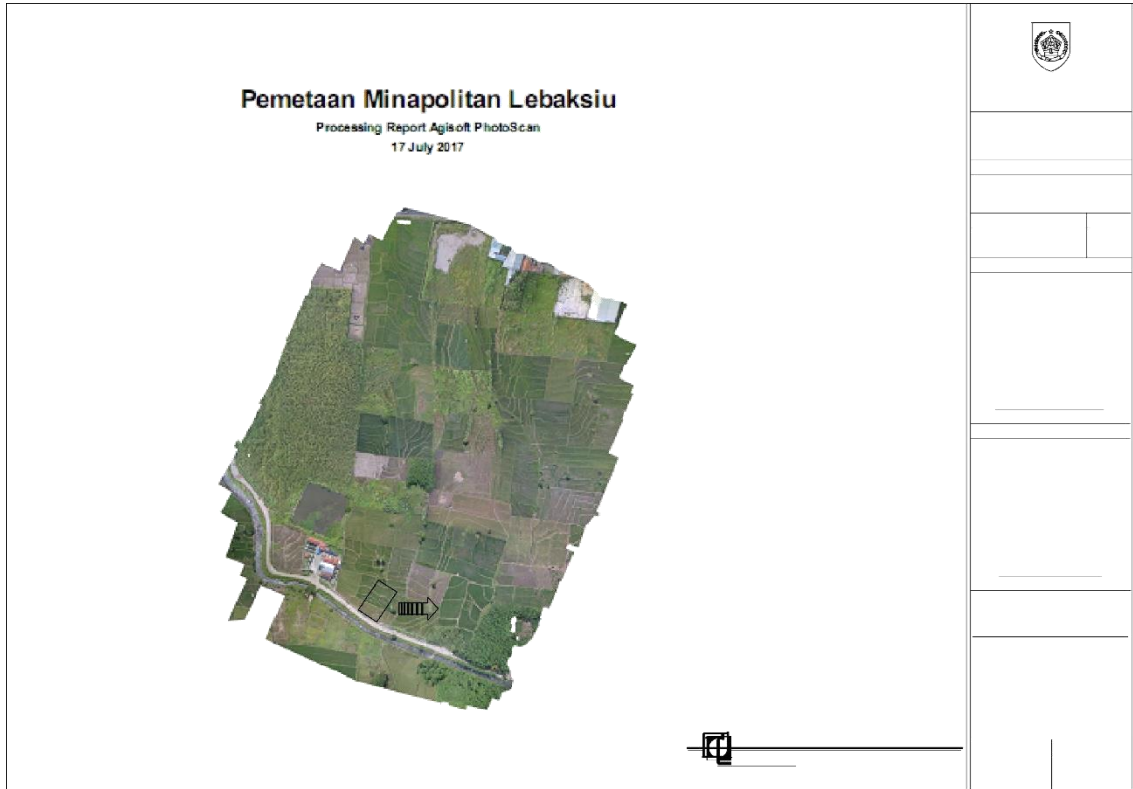 Pemetaan Minapolitan Lebaksiu
Processing Report Agisoft PhotoScan
17 July 2017